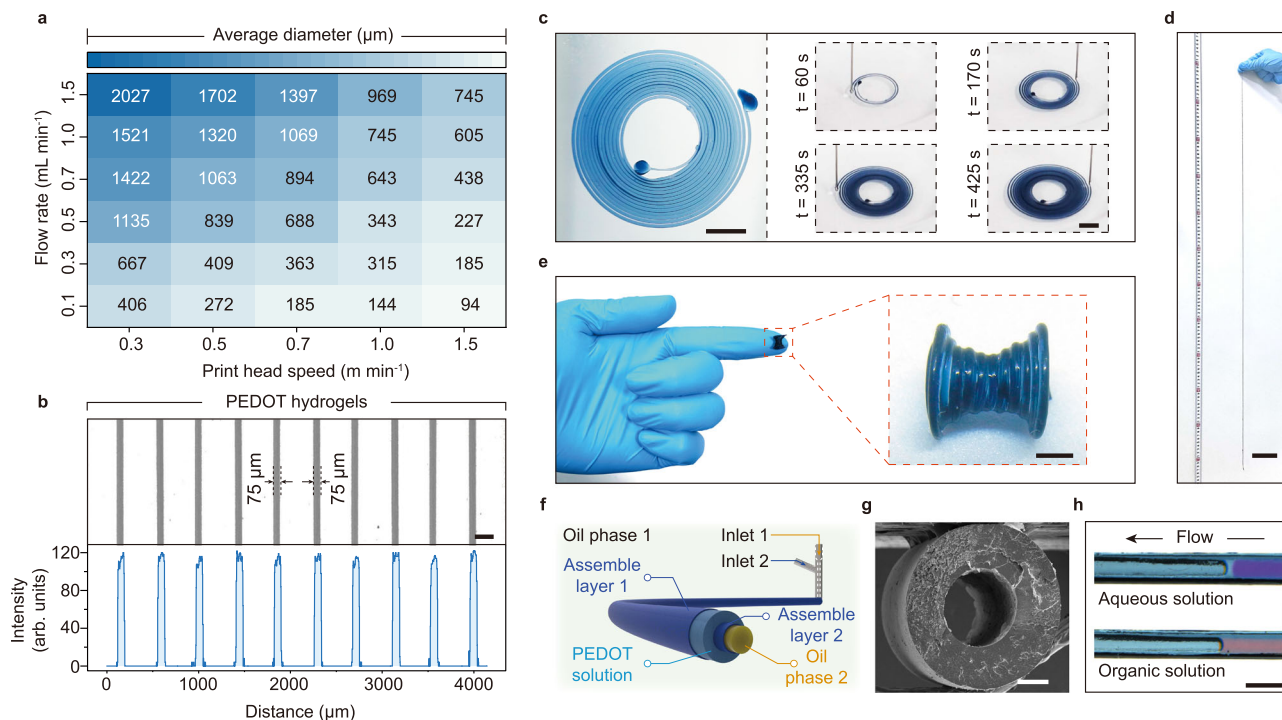 a
Average diameter (µm)
Flow rate (mL min⁻¹)
1.5
2027 1702 1397 969 745
1.0
1521 1320 1069 745 605
0.7
1422 1063 894 643 438
0.5
1135 839 688 343 227
0.3
667 409 363 315 185
0.1
406 272 185 144 94
0.3 0.5 0.7 1.0 1.5
Print head speed (m min⁻¹)
b
PEDOT hydrogels
75 µm
75 µm
Intensity
(arb. units)
120
80
40
0
0 1000 2000 3000 4000
Distance (µm)
c
t = 60 s
t = 170 s
t = 335 s
t = 425 s
d
e
f
Oil phase 1
Inlet 1
Inlet 2
Assemble
layer 1
Assemble
layer 2
PEDOT
solution
Oil
phase 2
g
h
Flow
Aqueous solution
Organic solution